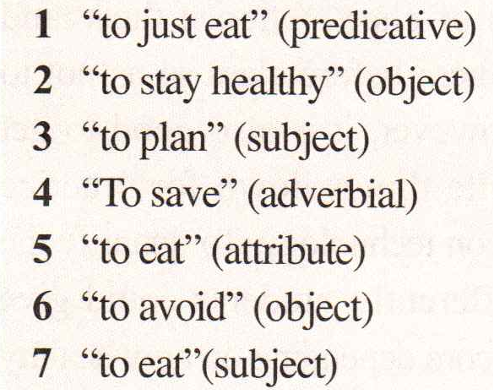 1 “to just eat” (predicative)
2 “to stay healthy” (object)
3 “to plan” (subject)
4 “To save” (adverbial)
5 “to eat” (attribute)
6 “to avoid” (object)
7 “to eat”(subject)